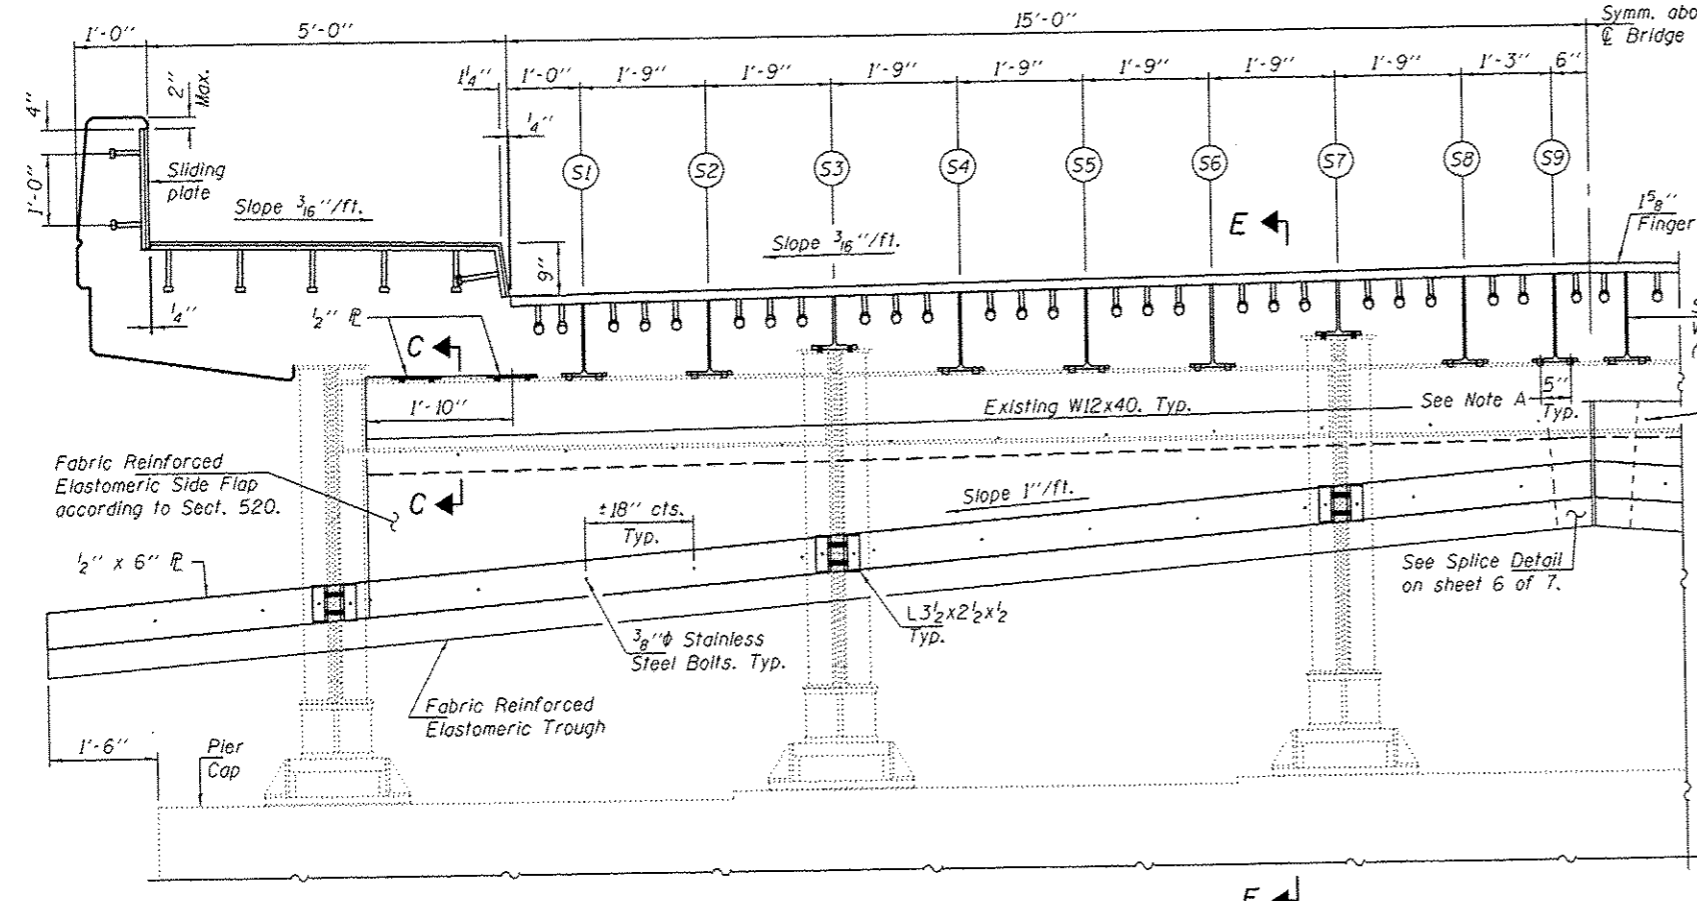 1'-0"
5'-0"
15'-0"
Symm. abo
℄ Bridge
2"
Max.
4"
1'-0"
1¼"
1'-0"
1'-9"
1'-9"
1'-9"
1'-9"
1'-9"
1'-9"
1'-9"
1'-3"
6"
¼"
Sliding
plate
S1
S2
S3
S4
S5
S6
S7
S8
S9
Slope 3/16"/ft.
Slope 3/16"/ft.
E
1⅝"
Finger
9"
¼"
½" ℄
C
1'-10"
Existing W12x40. Typ.
See Note A
5"
Typ.
Fabric Reinforced
Elastomeric Side Flap
according to Sect. 520.
C
±18" cts.
Typ.
Slope 1"/ft.
½" x 6" ℄
See Splice Detail
on sheet 6 of 7.
L3½x2½x½
Typ.
⅜"ϕ Stainless
Steel Bolts. Typ.
Fabric Reinforced
Elastomeric Trough
1'-6"
Pier
Cap